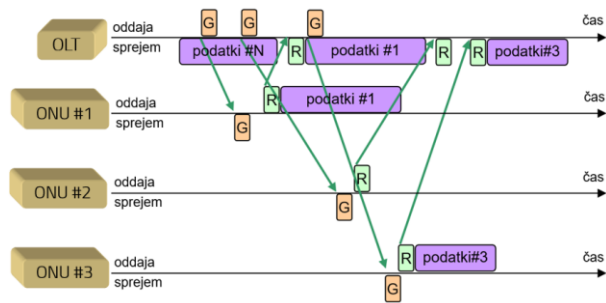 G G G
oddaja čas
OLT
sprejem podatki #N R podatki #1 R R podatki#3
oddaja R podatki #1 čas
ONU #1
sprejem G
oddaja R čas
ONU #2
sprejem G
oddaja R podatki#3 čas
ONU #3
sprejem G